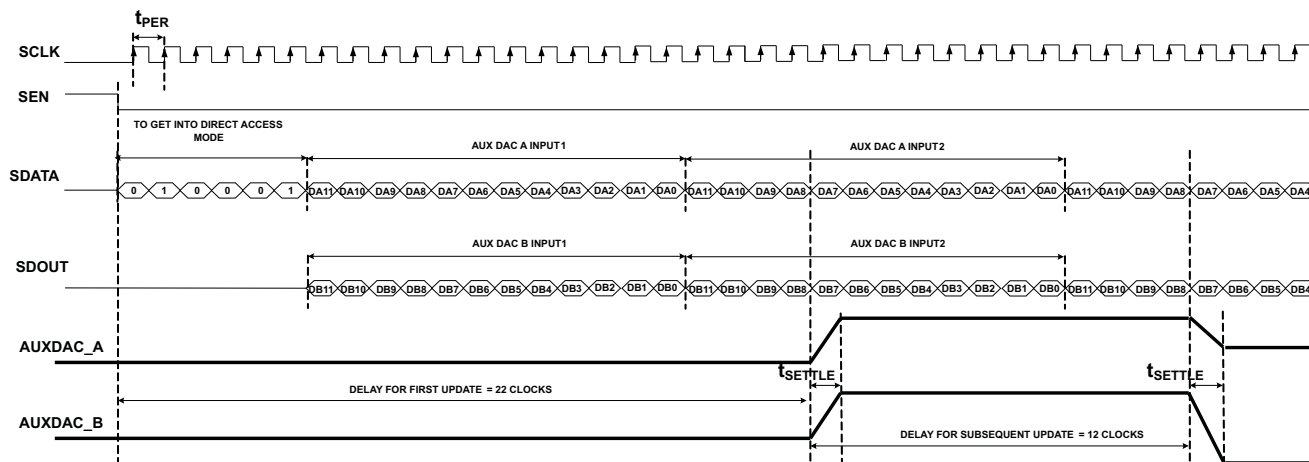 tPER
SCLK
SEN
TO GET INTO DIRECT ACCESS
MODE
AUX DAC A INPUT1
AUX DAC A INPUT2
SDATA
0 1 0 0 0 1 DA11 DA10 DA9 DA8 DA7 DA6 DA5 DA4 DA3 DA2 DA1 DA0 DA11 DA10 DA9 DA8 DA7 DA6 DA5 DA4 DA3 DA2 DA1 DA0 DA11 DA10 DA9 DA8 DA7 DA6 DA5 DA4
AUX DAC B INPUT1
AUX DAC B INPUT2
SDOUT
DB11 DB10 DB9 DB8 DB7 DB6 DB5 DB4 DB3 DB2 DB1 DB0 DB11 DB10 DB9 DB8 DB7 DB6 DB5 DB4 DB3 DB2 DB1 DB0 DB11 DB10 DB9 DB8 DB7 DB6 DB5 DB4
AUXDAC_A
tSETTLE
tSETTLE
DELAY FOR FIRST UPDATE = 22 CLOCKS
AUXDAC_B
DELAY FOR SUBSEQUENT UPDATE = 12 CLOCKS